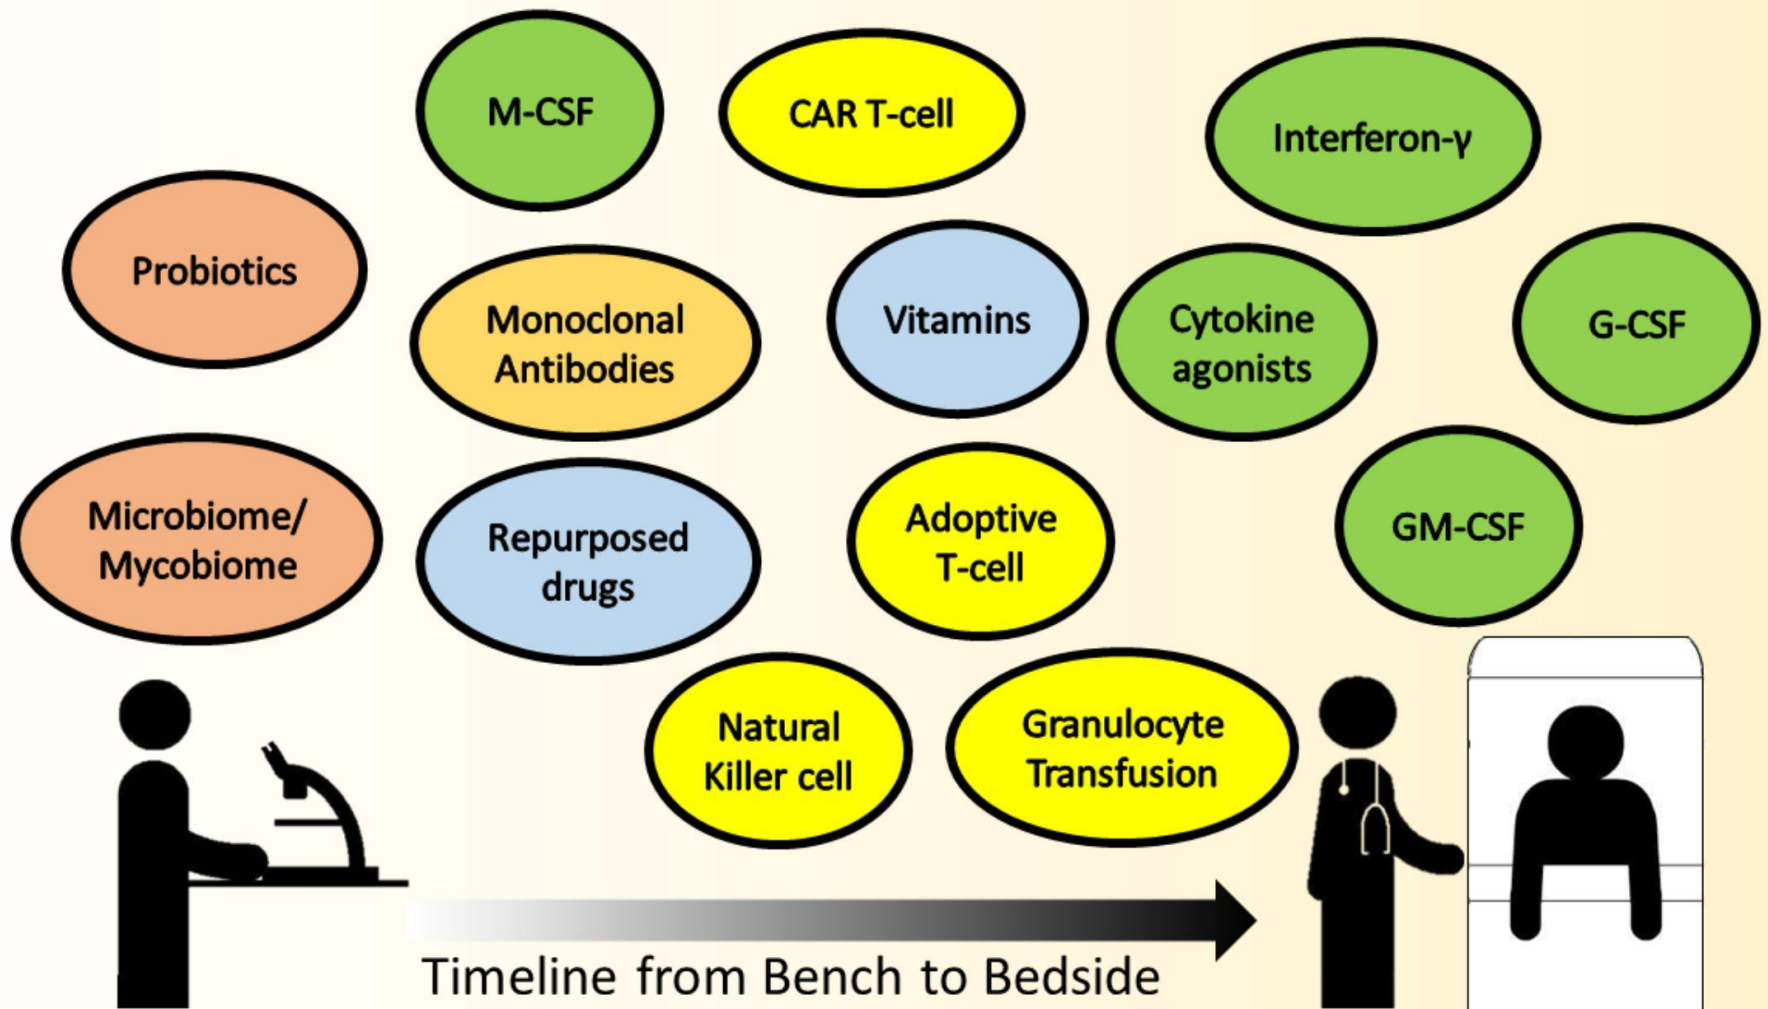 M-CSF
CAR T-cell
Interferon-γ
Probiotics
Monoclonal
Antibodies
Vitamins
Cytokine
agonists
G-CSF
Microbiome/
Mycobiome
Repurposed
drugs
Adoptive
T-cell
GM-CSF
Natural
Killer cell
Granulocyte
Transfusion
Timeline from Bench to Bedside